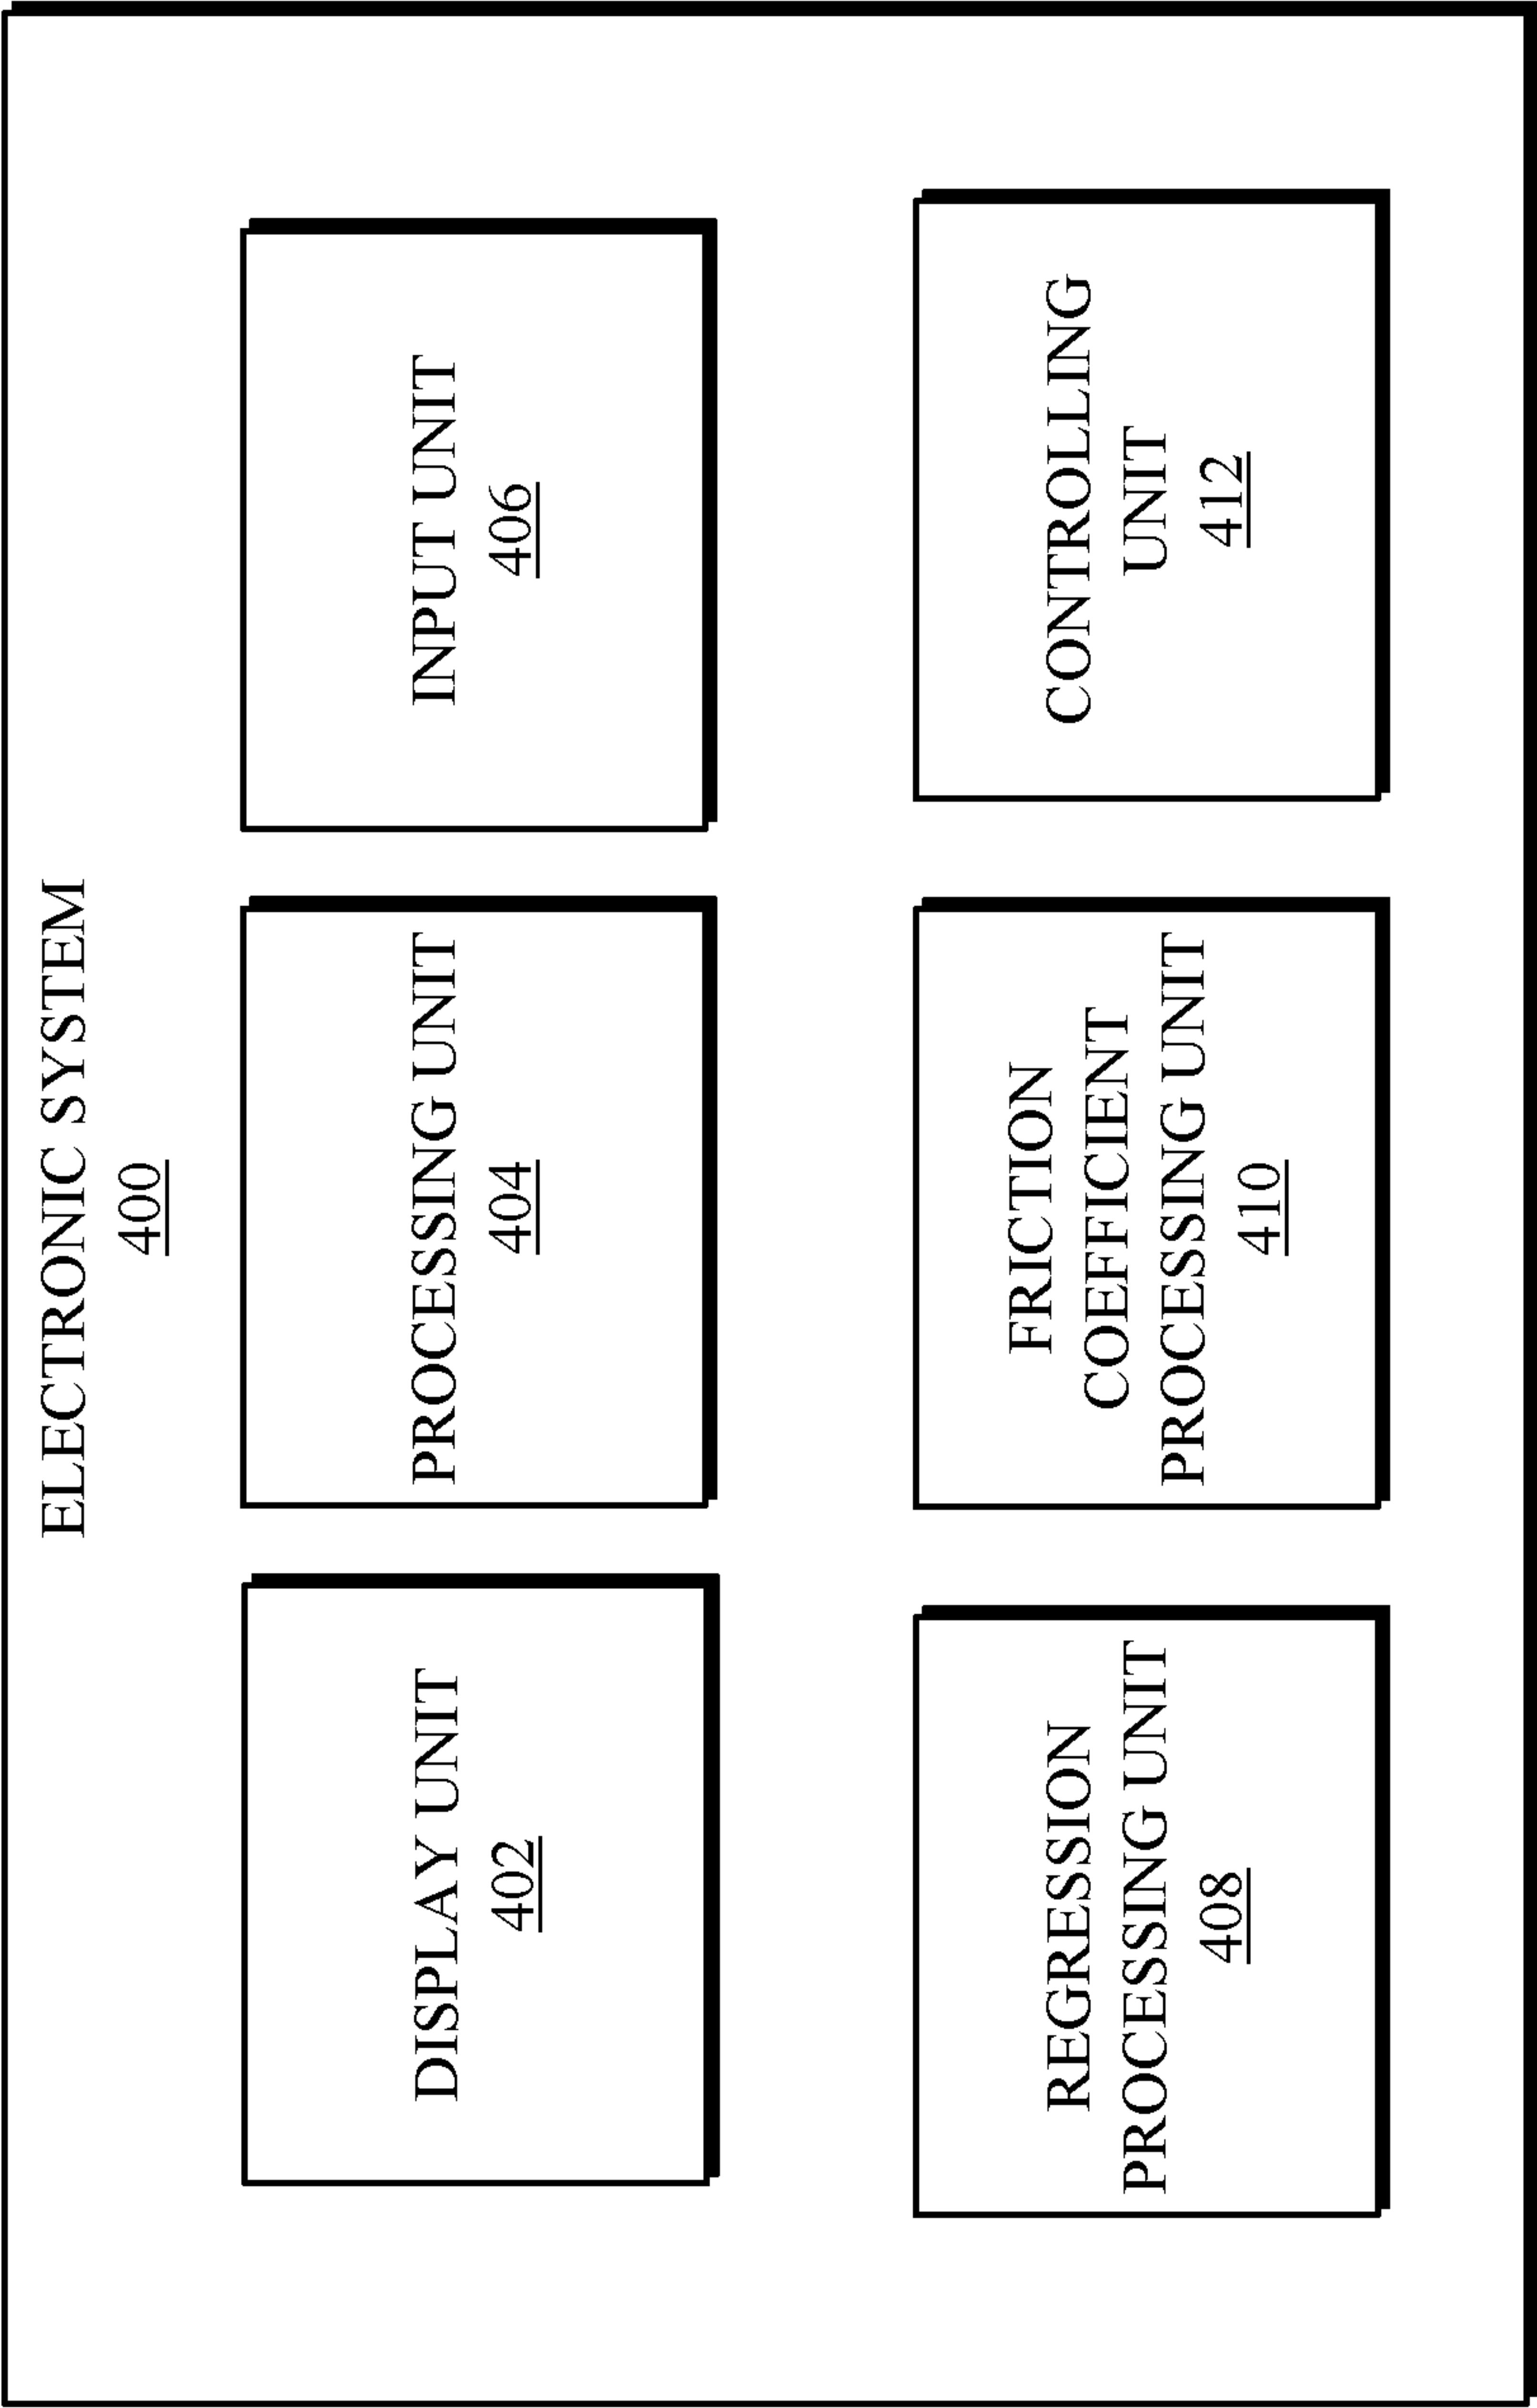 ELECTRONIC SYSTEM
400
DISPLAY UNIT
402
PROCESSING UNIT
404
INPUT UNIT
406
REGRESSION
PROCESSING UNIT
408
FRICTION
COEFFICIENT
PROCESSING UNIT
410
CONTROLLING
UNIT
412